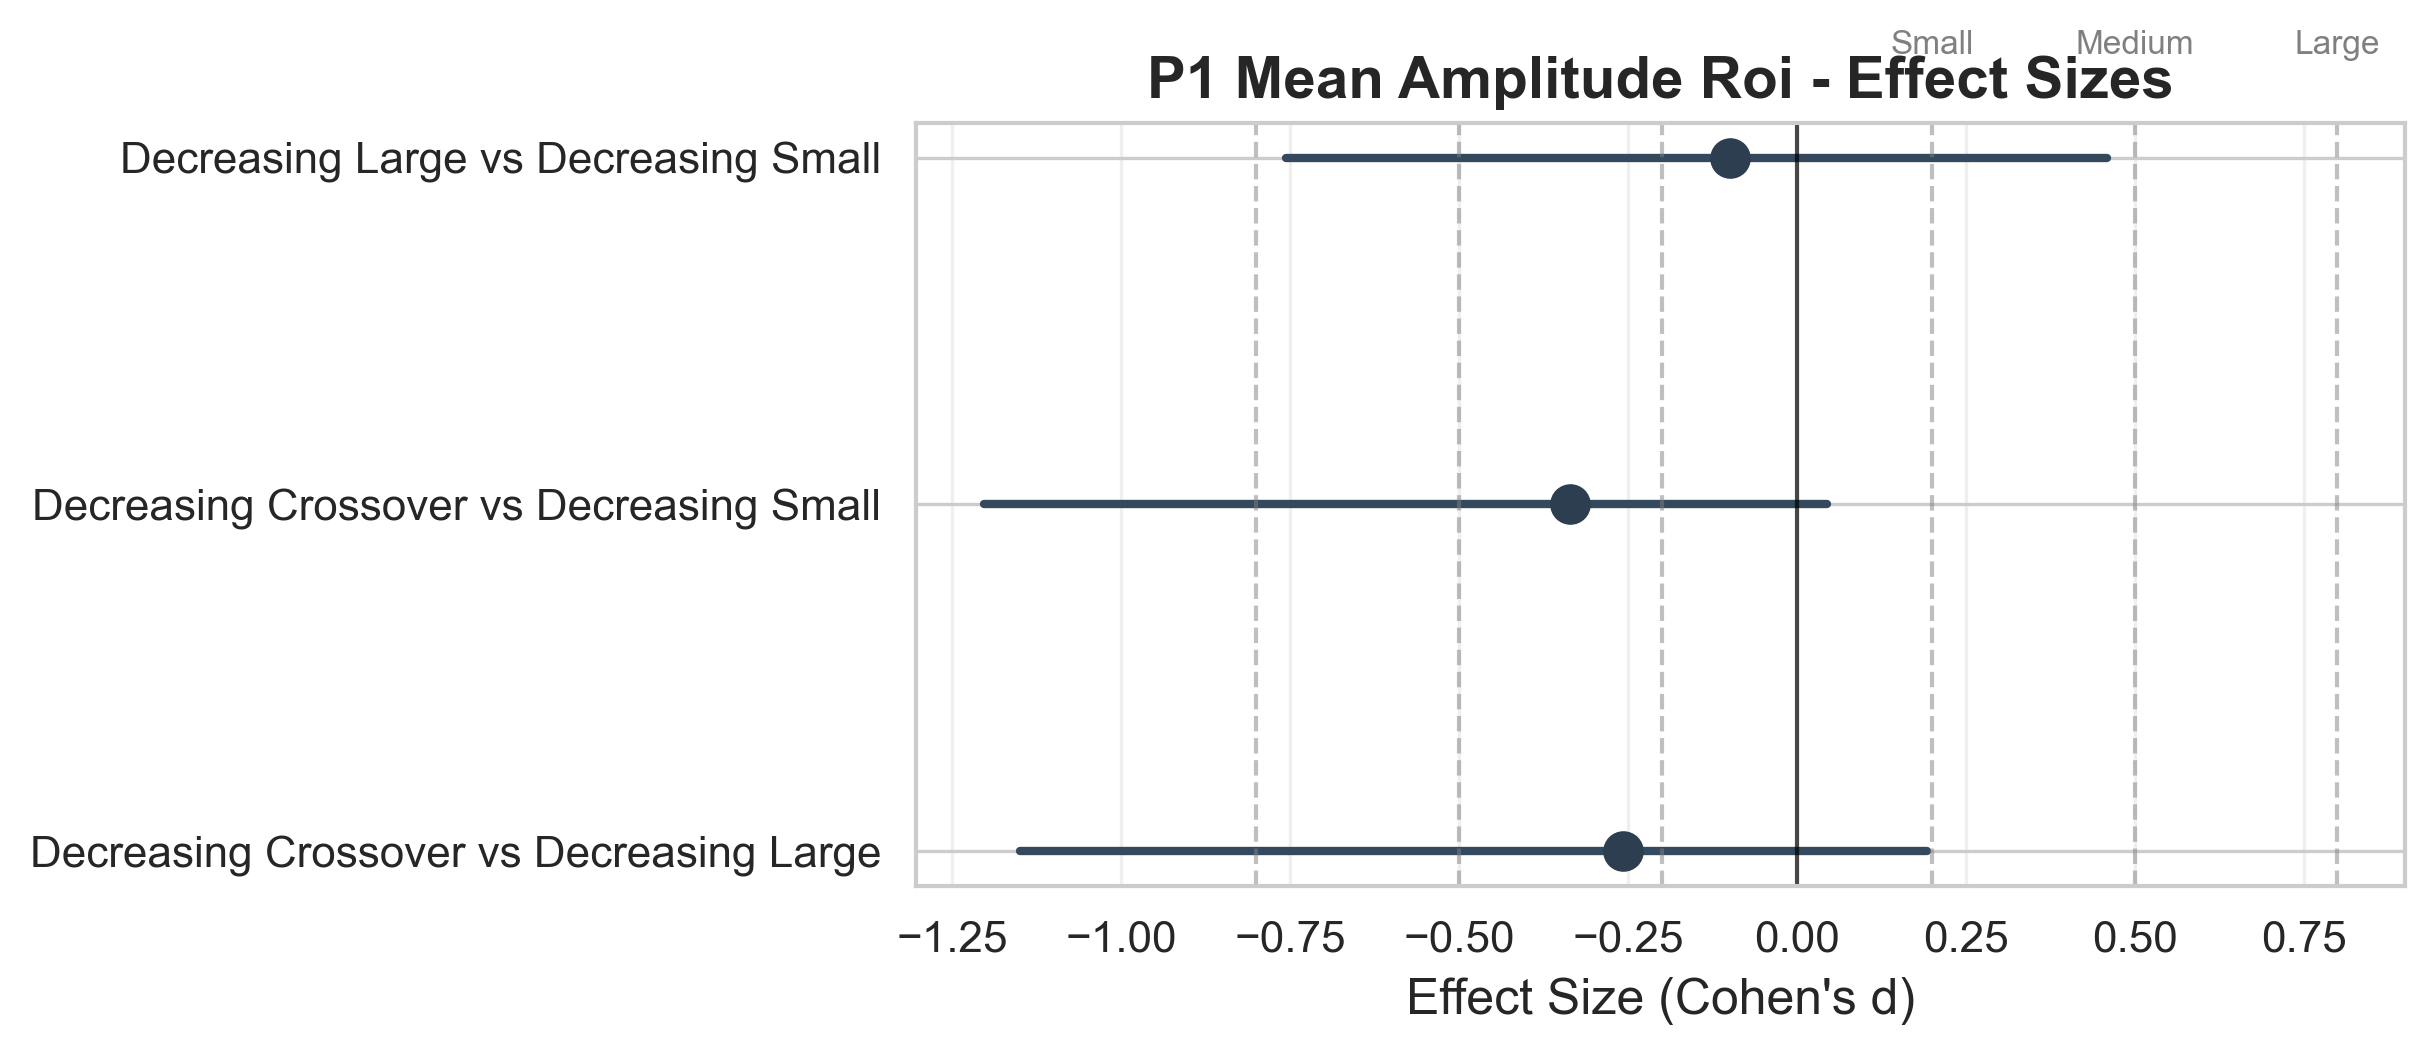 Small Medium Large
P1 Mean Amplitude Roi - Effect Sizes
Decreasing Large vs Decreasing Small
Decreasing Crossover vs Decreasing Small
Decreasing Crossover vs Decreasing Large
−1.25 −1.00 −0.75 −0.50 −0.25 0.00 0.25 0.50 0.75
Effect Size (Cohen's d)